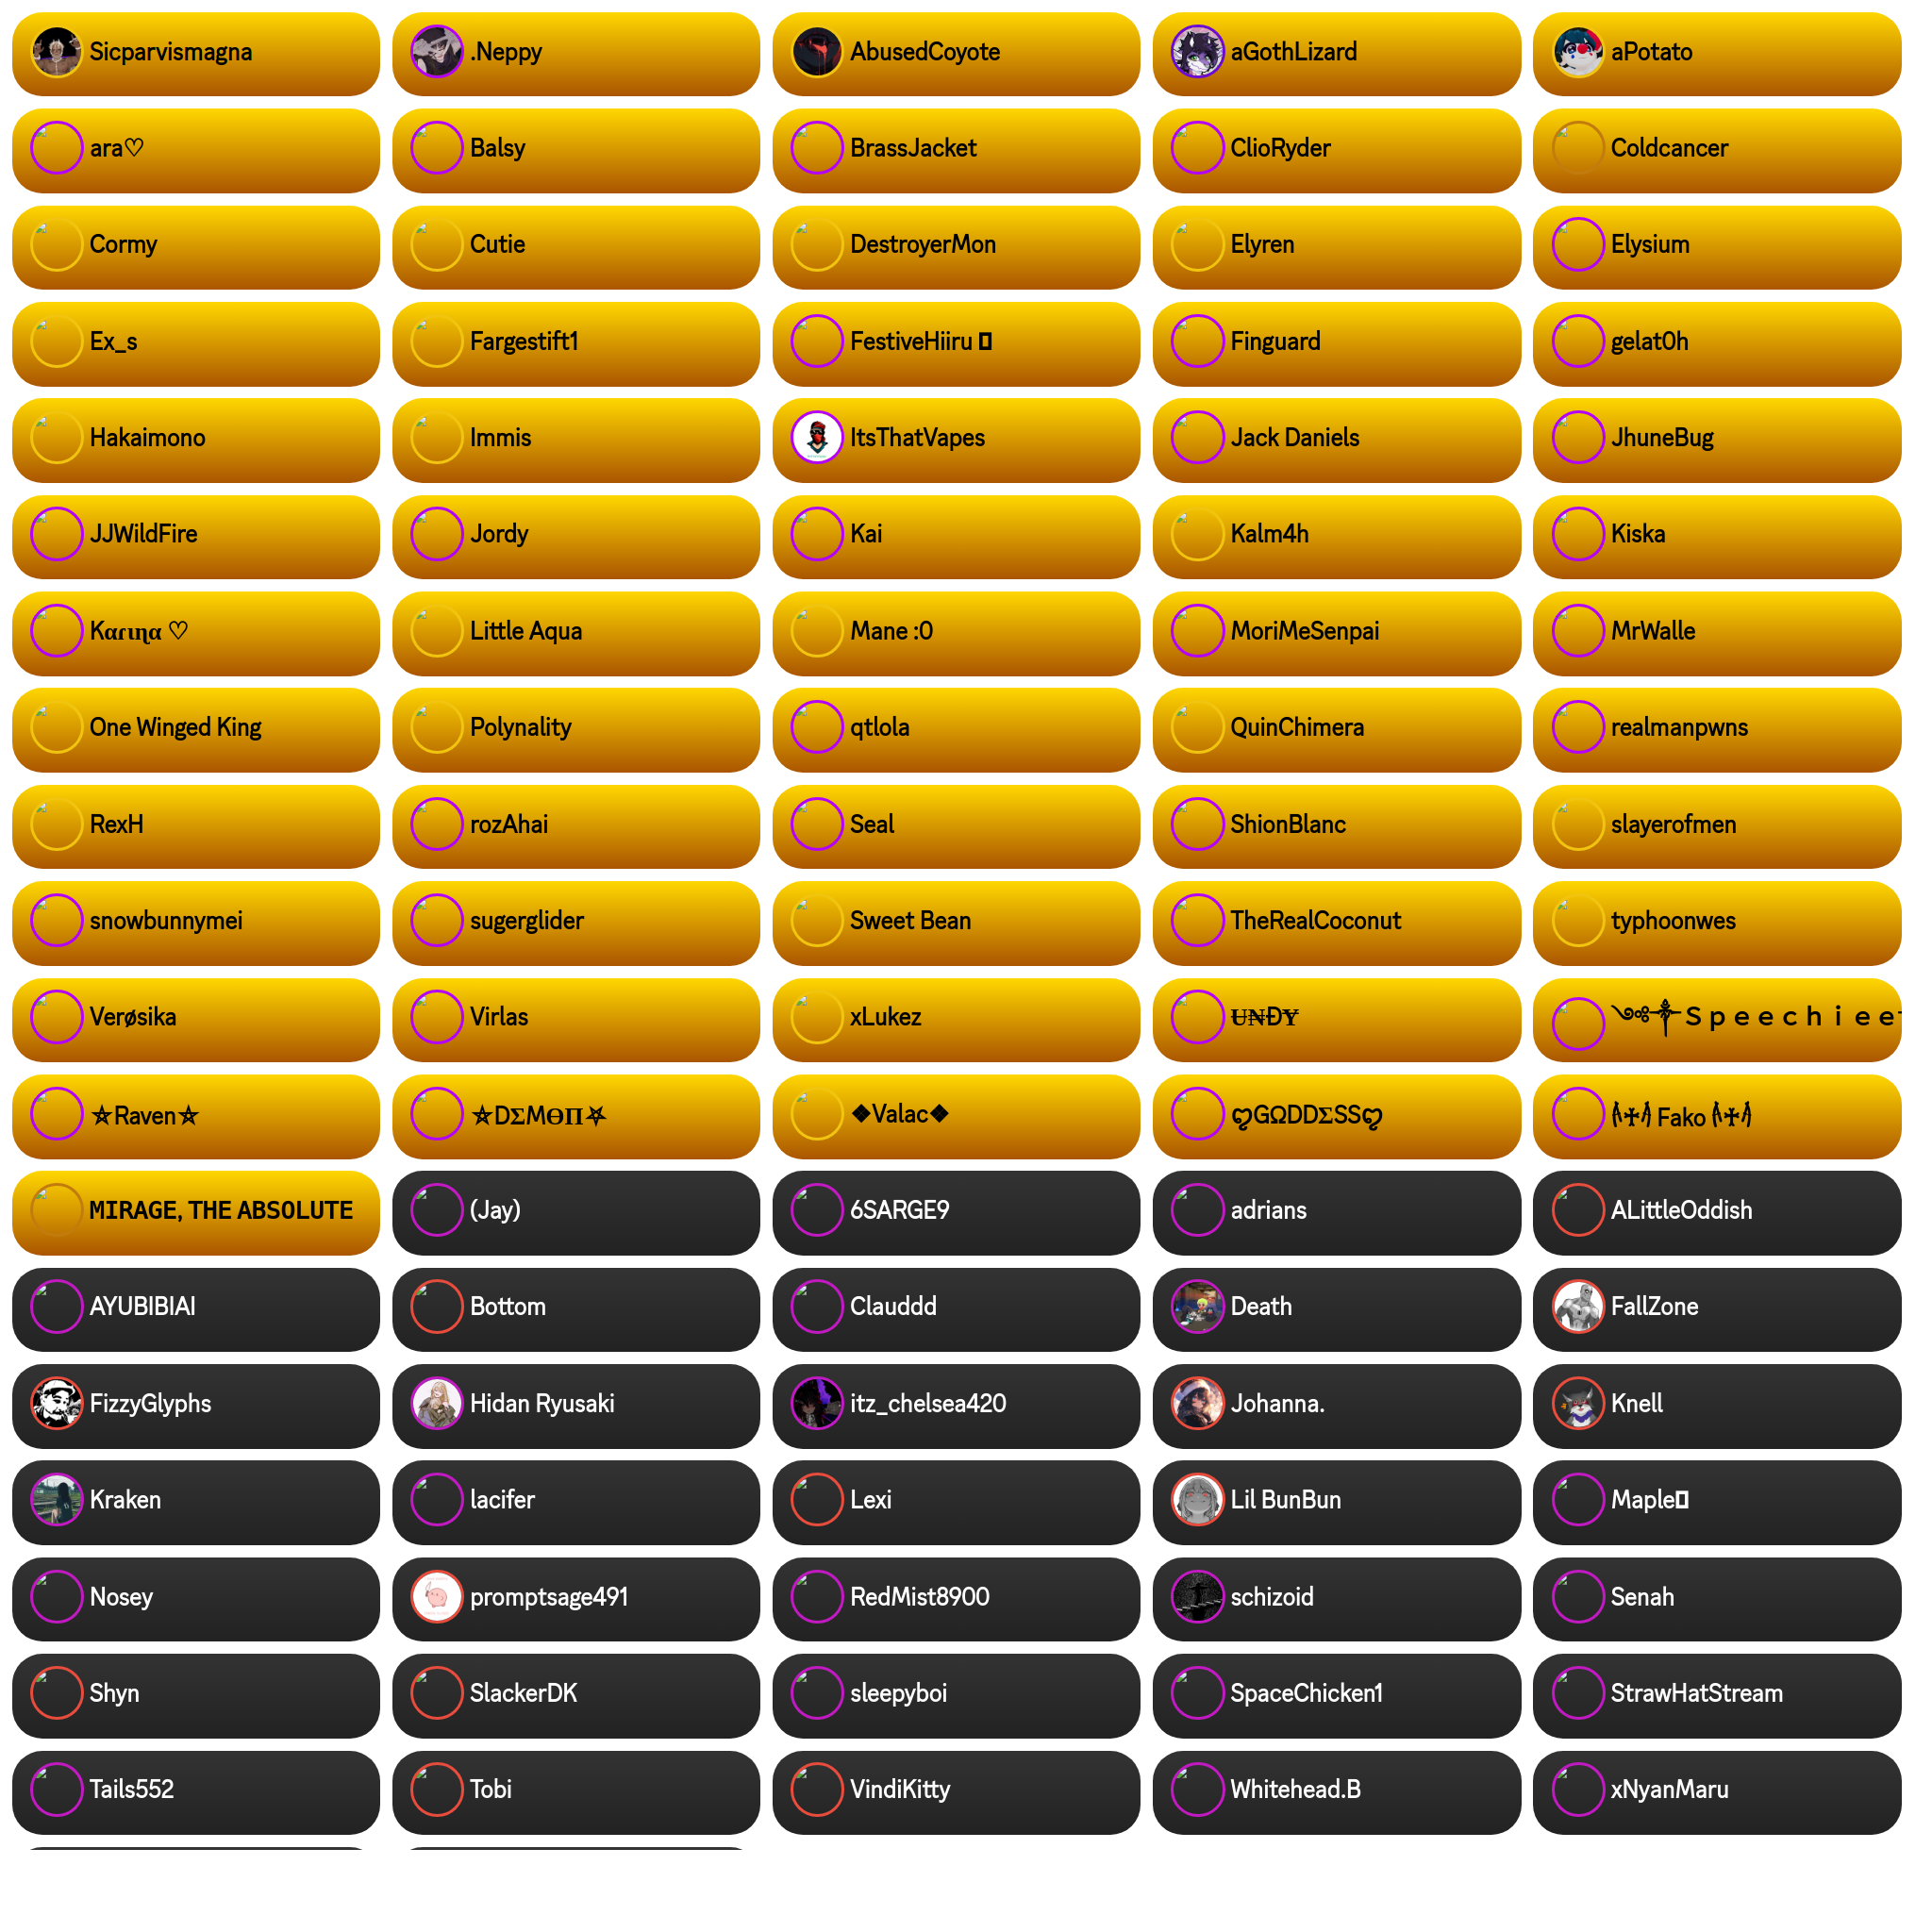 Sicparvismagna
.Neppy
AbusedCoyote
aGothLizard
aPotato
ara♡
Balsy
BrassJacket
ClioRyder
Coldcancer
Cormy
Cutie
DestroyerMon
Elyren
Elysium
Ex_s
Fargestift1
FestiveHiiru
Finguard
gelat0h
Hakaimono
Immis
ItsThatVapes
Jack Daniels
JhuneBug
JJWildFire
Jordy
Kai
Kalm4h
Kiska
Kαɾιɳα ♡
Little Aqua
Mane :0
MoriMeSenpai
MrWalle
One Winged King
Polynality
qtlola
QuinChimera
realmanpwns
RexH
rozAhai
Seal
ShionBlanc
slayerofmen
snowbunnymei
sugerglider
Sweet Bean
TheRealCoconut
typhoonwes
Verøsika
Virlas
xLukez
Ʉ₦ĐɎ
༺☬Ｓｐｅｅｃｈｉｅｅ
⛤Raven⛤
⛤DΣMӨΠ⛧
❖Valac❖
ღGΩDDΣSSღ
Fako
MIRAGE, THE ABSOLUTE
(Jay)
6SARGE9
adrians
ALittleOddish
AYUBIBIAI
Bottom
Clauddd
Death
FallZone
FizzyGlyphs
Hidan Ryusaki
itz_chelsea420
Johanna.
Knell
Kraken
lacifer
Lexi
Lil BunBun
Maple
Nosey
promptsage491
RedMist8900
schizoid
Senah
Shyn
SlackerDK
sleepyboi
SpaceChicken1
StrawHatStream
Tails552
Tobi
VindiKitty
Whitehead.B
xNyanMaru